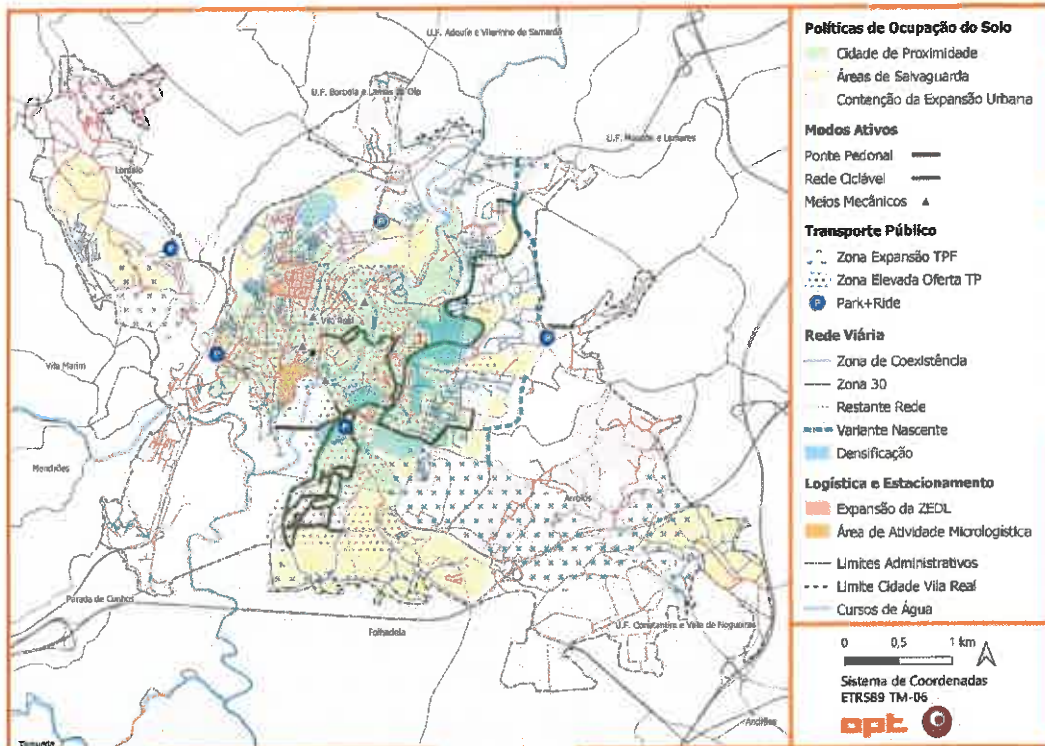 U.F. Adoufe e Vilarinho de Samardã
U.F. Borbela e Lamas de Olo
U.F. Mouçós e Lamares
Lordelo
Vila Real
Vila Marim
Mondrões
Arroios
Parada de Cunhos
Folhadela
U.F. Constantim e Vale de Nogueiras
Andrães
Políticas de Ocupação do Solo
Cidade de Proximidade
Áreas de Salvaguarda
Contenção da Expansão Urbana
Modos Ativos
Ponte Pedonal
Rede Ciclável
Meios Mecânicos
Transporte Público
Zona Expansão TPF
Zona Elevada Oferta TP
P Park+Ride
Rede Viária
Zona de Coexistência
Zona 30
Restante Rede
Variante Nascente
Densificação
Logística e Estacionamento
Expansão da ZEDL
Área de Atividade Micrologística
Limites Administrativos
Limite Cidade Vila Real
Cursos de Água
0 0,5 1 km
Sistema de Coordenadas
ETRS89 TM-06
opt